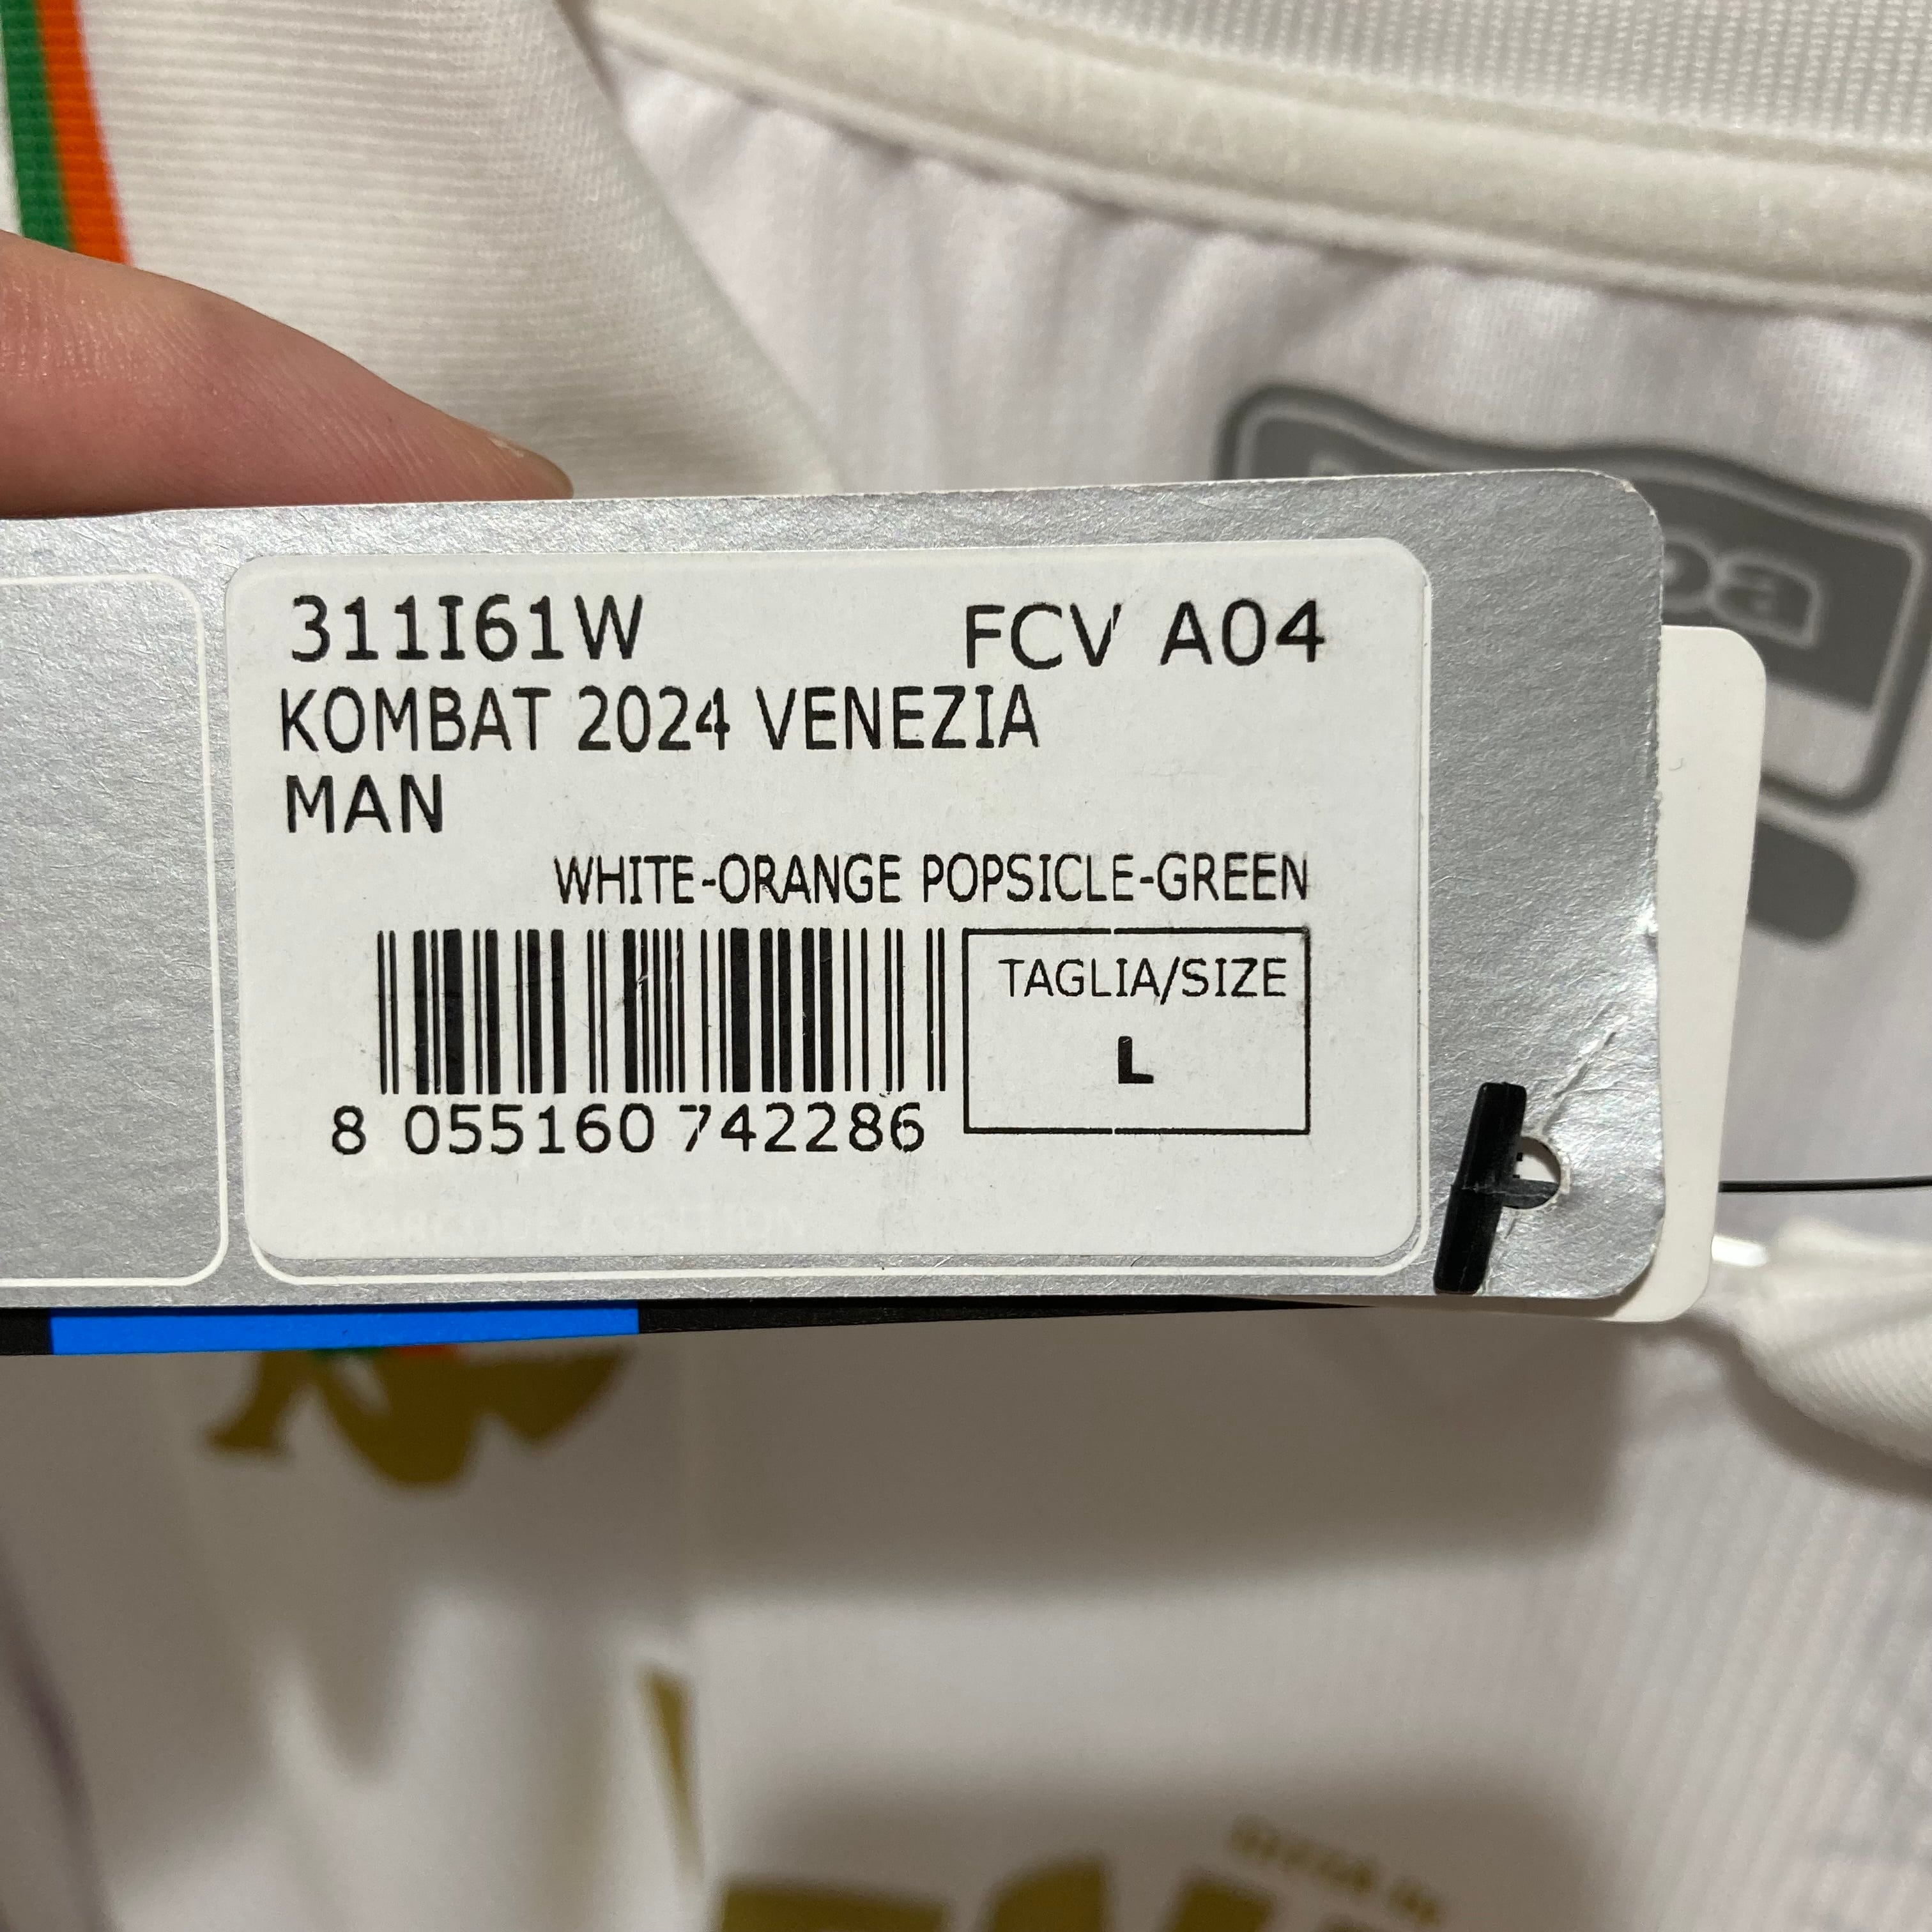 311I61W FCV A04
KOMBAT 2024 VENEZIA
MAN
WHITE-ORANGE POPSICLE-GREEN
TAGLIA/SIZE
L
8 055160 742286